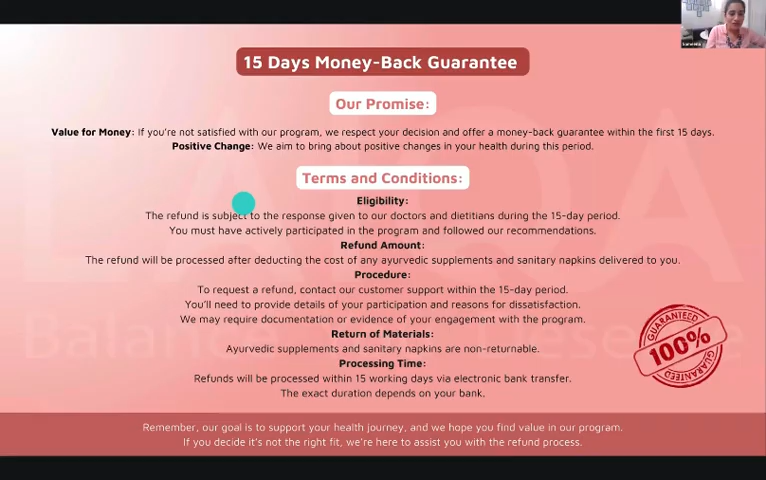 15 Days Money-Back Guarantee
Our Promise:
Value for Money: If you're not satisfied with our program, we respect your decision and offer a money-back guarantee within the first 15 days.
Positive Change: We aim to bring about positive changes in your health during this period.
Terms and Conditions:
Eligibility:
The refund is subject to the response given to our doctors and dietitians during the 15-day period.
You must have actively participated in the program and followed our recommendations.
Refund Amount:
The refund will be processed after deducting the cost of any ayurvedic supplements and sanitary napkins delivered to you.
Procedure:
To request a refund, contact our customer support within the 15-day period.
You'll need to provide details of your participation and reasons for dissatisfaction.
We may require documentation or evidence of your engagement with the program.
Return of Materials:
Ayurvedic supplements and sanitary napkins are non-returnable.
Processing Time:
Refunds will be processed within 15 working days via electronic bank transfer.
The exact duration depends on your bank.
GUARANTEED
100%
GUARANTEED
Remember, our goal is to support your health journey, and we hope you find value in our program.
If you decide it's not the right fit, we're here to assist you with the refund process.